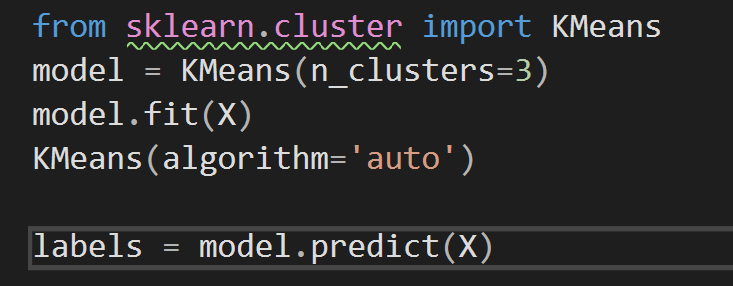 from sklearn.cluster import KMeans
model = KMeans(n_clusters=3)
model.fit(X)
KMeans(algorithm='auto')
labels = model.predict(X)